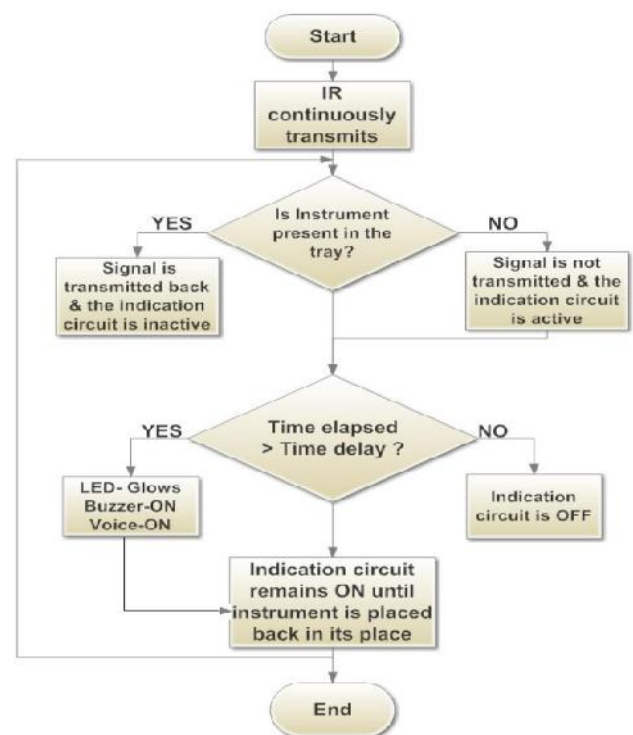 Start
IR
continuously
transmits
YES
Is Instrument
present in the
tray?
NO
Signal is
transmitted back
& the indication
circuit is inactive
Signal is not
transmitted & the
indication circuit
is active
YES
Time elapsed
> Time delay ?
NO
LED- Glows
Buzzer-ON
Voice-ON
Indication
circuit is OFF
Indication circuit
remains ON until
instrument is placed
back in its place
End